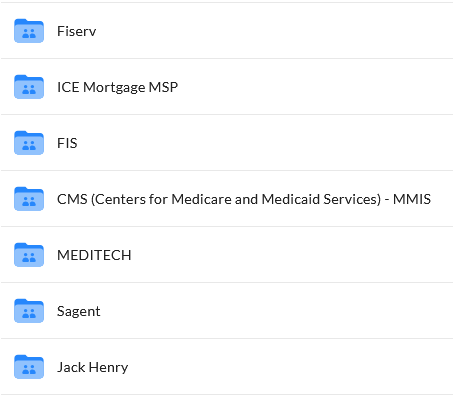 Fiserv
ICE Mortgage MSP
FIS
CMS (Centers for Medicare and Medicaid Services) - MMIS
MEDITECH
Sagent
Jack Henry